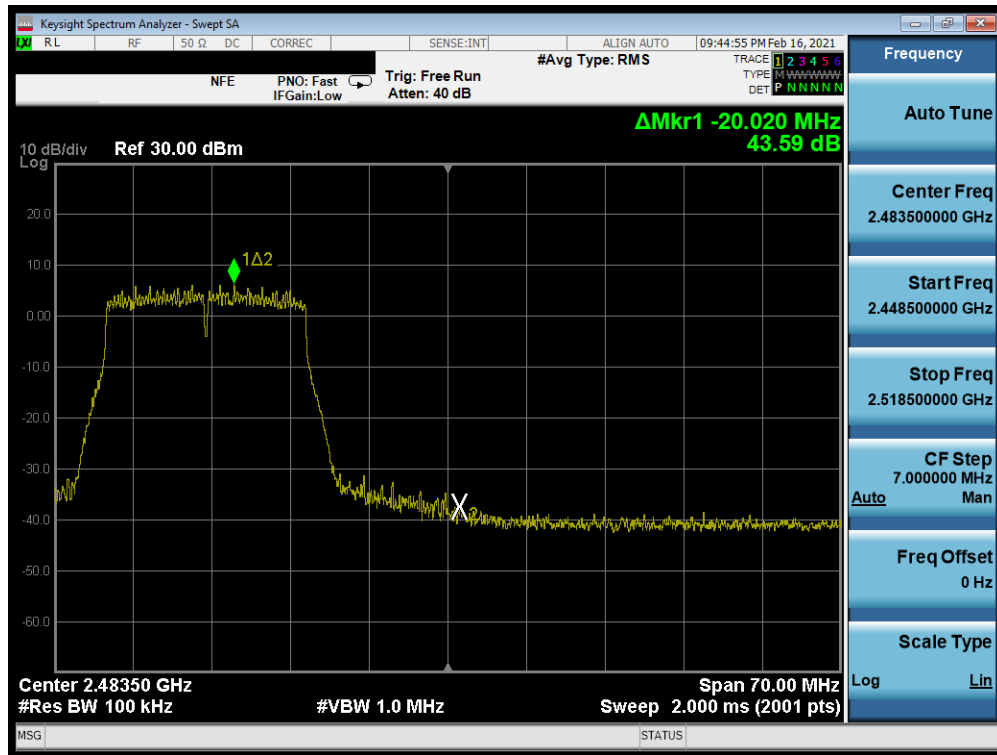 Keysight Spectrum Analyzer - Swept SA
LXI RL RF 50 Ω DC CORREC SENSE:INT ALIGN AUTO 09:44:55 PM Feb 16, 2021
NFE PNO: Fast Trig: Free Run #Avg Type: RMS TRACE 1 2 3 4 5 6
IFGain:Low Atten: 40 dB TYPE M WWWWW
DET P N N N N N
ΔMkr1 -20.020 MHz
43.59 dB
10 dB/div Ref 30.00 dBm
Log
20.0
10.0
0.00
-10.0
-20.0
-30.0
-40.0
-50.0
-60.0
1Δ2
X
Center 2.48350 GHz Span 70.00 MHz
#Res BW 100 kHz #VBW 1.0 MHz Sweep 2.000 ms (2001 pts)
MSG STATUS
Frequency
Auto Tune
Center Freq
2.483500000 GHz
Start Freq
2.448500000 GHz
Stop Freq
2.518500000 GHz
CF Step
7.000000 MHz
Auto Man
Freq Offset
0 Hz
Scale Type
Log Lin